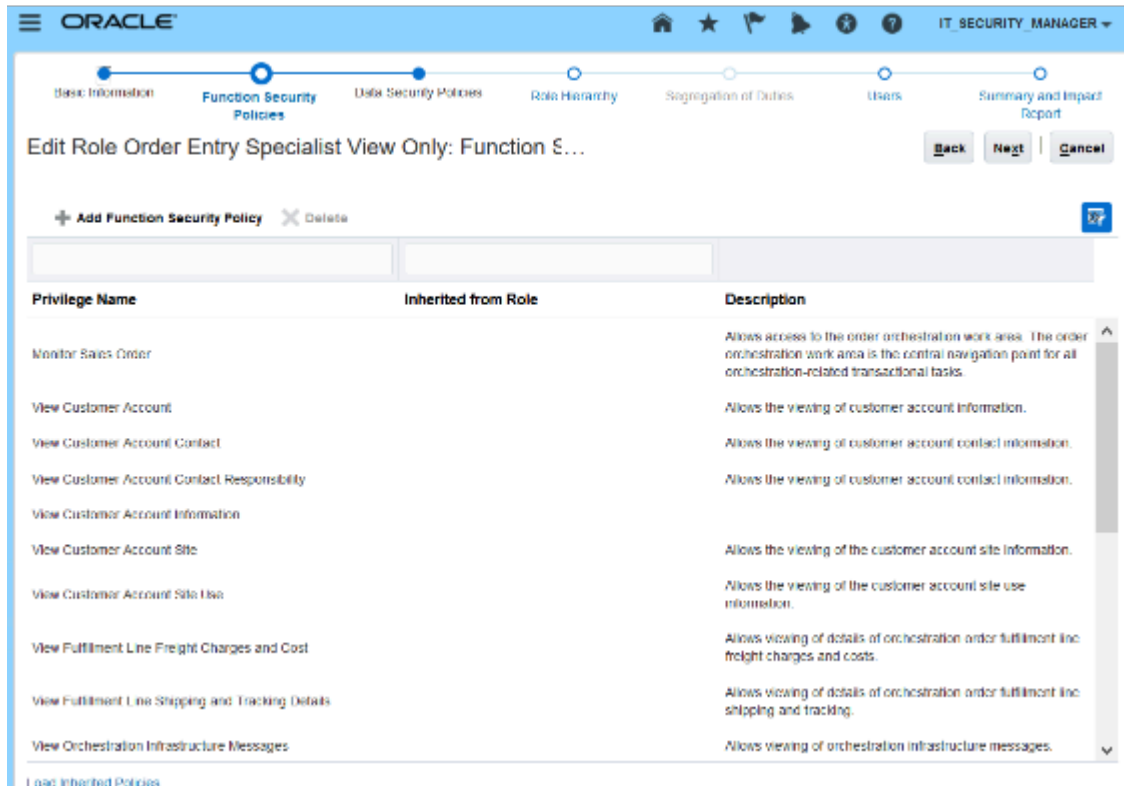 ORACLE
IT_SECURITY_MANAGER
Basic Information
Function Security
Policies
Data Security Policies
Role Hierarchy
Segregation of Duties
Users
Summary and Impact
Report
Edit Role Order Entry Specialist View Only: Function S...
Back Next Cancel
Add Function Security Policy Delete
Privilege Name Inherited from Role Description
Monitor Sales Order
Allows access to the order orchestration work area. The order
orchestration work area is the central navigation point for all
orchestration-related transactional tasks.
View Customer Account Allows the viewing of customer account information.
View Customer Account Contact Allows the viewing of customer account contact information.
View Customer Account Contact Responsibility Allows the viewing of customer account contact information.
View Customer Account Information
View Customer Account Site Allows the viewing of the customer account site information.
View Customer Account Site Use
Allows the viewing of the customer account site use
information.
View Fulfillment Line Freight Charges and Cost
Allows viewing of details of orchestration order fulfillment line
freight charges and costs.
View Fulfillment Line Shipping and Tracking Details
Allows viewing of details of orchestration order fulfillment line
shipping and tracking.
View Orchestration Infrastructure Messages Allows viewing of orchestration infrastructure messages.
Load Inherited Policies